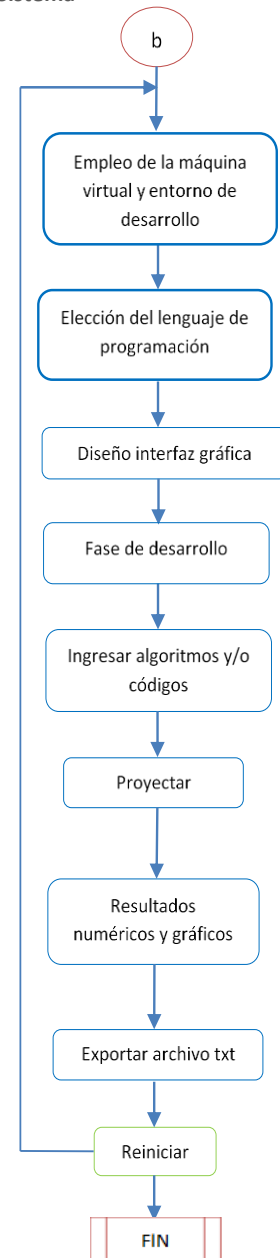 b
Empleo de la máquina
virtual y entorno de
desarrollo
Elección del lenguaje de
programación
Diseño interfaz gráfica
Fase de desarrollo
Ingresar algoritmos y/o
códigos
Proyectar
Resultados
numéricos y gráficos
Exportar archivo txt
Reiniciar
FIN